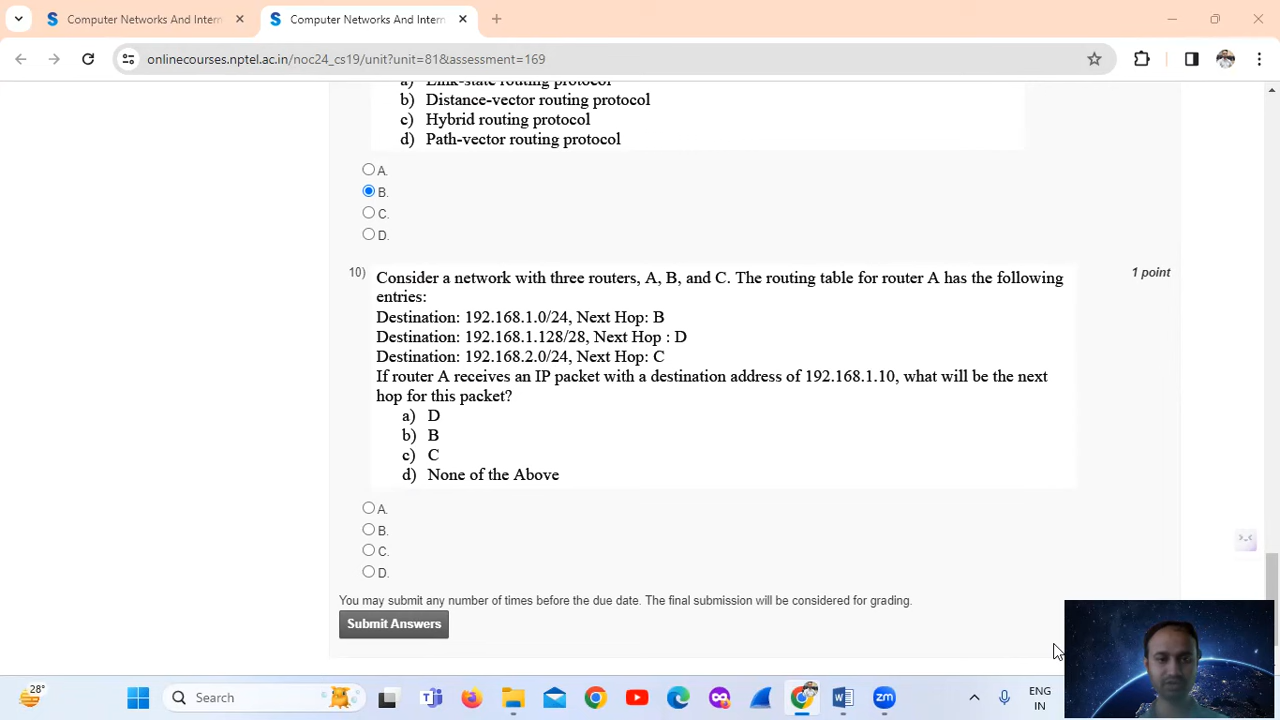 Computer Networks And Intern
Computer Networks And Intern
onlinecourses.nptel.ac.in/noc24_cs19/unit?unit=81&assessment=169
a) Link-state routing protocol
b) Distance-vector routing protocol
c) Hybrid routing protocol
d) Path-vector routing protocol
A.
B.
C.
D.
10) Consider a network with three routers, A, B, and C. The routing table for router A has the following 1 point
entries:
Destination: 192.168.1.0/24, Next Hop: B
Destination: 192.168.1.128/28, Next Hop : D
Destination: 192.168.2.0/24, Next Hop: C
If router A receives an IP packet with a destination address of 192.168.1.10, what will be the next
hop for this packet?
a) D
b) B
c) C
d) None of the Above
A.
B.
C.
D.
You may submit any number of times before the due date. The final submission will be considered for grading.
Submit Answers
28°
Search
ENG
IN